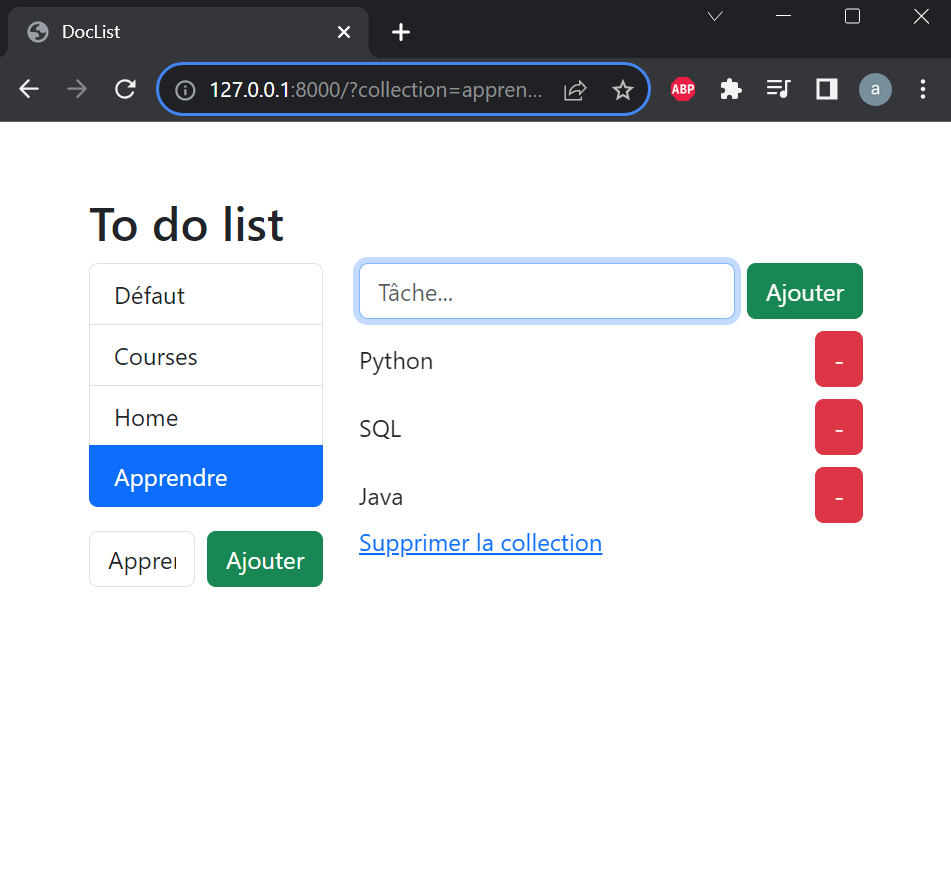 DocList
127.0.0.1:8000/?collection=appren...
ABP
a
To do list
Défaut
Courses
Home
Apprendre
Appren
Ajouter
Tâche...
Ajouter
Python
-
SQL
-
Java
-
Supprimer la collection